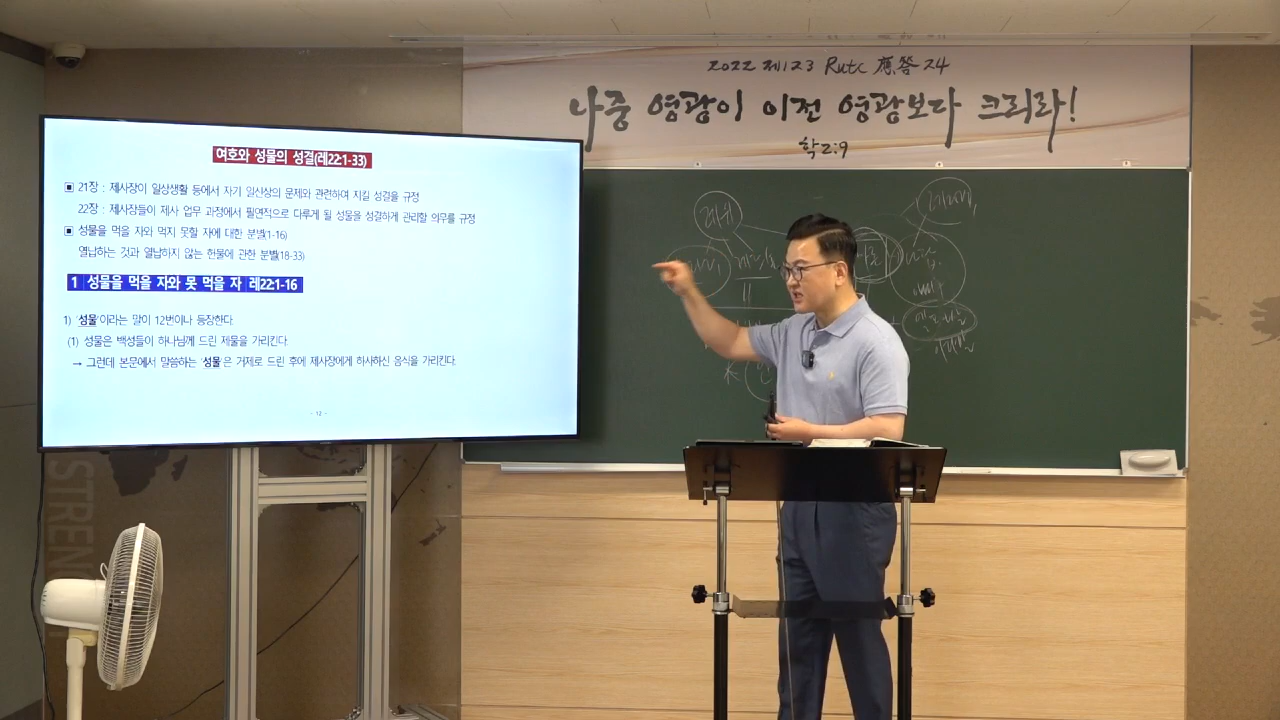 2022 제123 Rutc 應答 24
나중 영광이 이전 영광보다 크리라!
학2:9
여호와 성물의 성결(레22:1-33)
▣ 21장 : 제사장이 일상생활 등에서 자기 일신상의 문제와 관련하여 지킬 성결을 규정
22장 : 제사장들이 제사 업무 과정에서 필연적으로 다루게 될 성물을 성결하게 관리할 의무를 규정
▣ 성물을 먹을 자와 먹지 못할 자에 대한 분별(1-16)
열납하는 것과 열납하지 않는 헌물에 관한 분별(18-33)
1 | 성물을 먹을 자와 못 먹을 자 | 레22:1-16
1) '성물'이라는 말이 12번이나 등장한다.
(1) 성물은 백성들이 하나님께 드린 제물을 가리킨다.
→ 그런데 본문에서 말씀하는 '성물'은 거제로 드린 후에 제사장에게 하사하신 음식을 가리킨다.
- 12 -
STREN